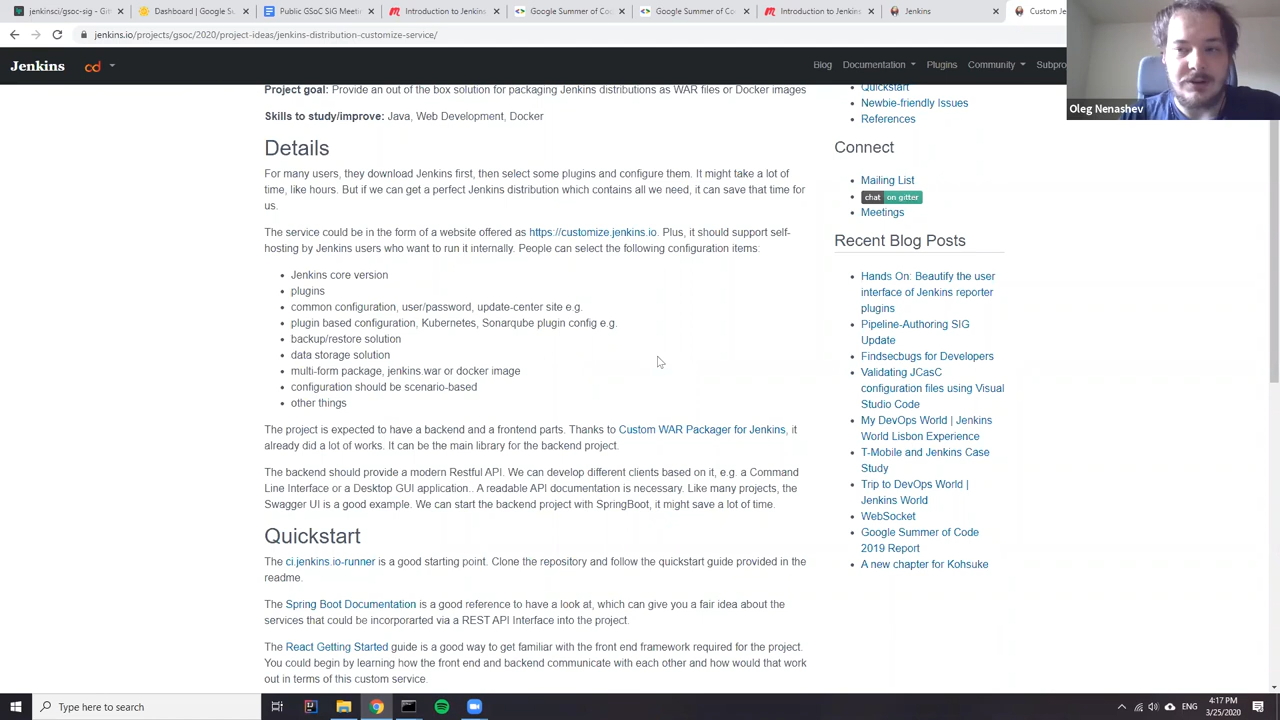 jenkinsci/gsoc-sig - Gi
Dashboard | Google Su
Public GSoC SIG Meeti
Introduction to Jenkins
Google Summer of Co
Google Summer of Co
Introduction to Jenkins
Jenkins
Custom Je
jenkins.io/projects/gsoc/2020/project-ideas/jenkins-distribution-customize-service/
Jenkins
cd
Blog
Documentation
Plugins
Community
Subpro
Oleg Nenashev
Project goal: Provide an out of the box solution for packaging Jenkins distributions as WAR files or Docker images
Skills to study/improve: Java, Web Development, Docker
Details
For many users, they download Jenkins first, then select some plugins and configure them. It might take a lot of
time, like hours. But if we can get a perfect Jenkins distribution which contains all we need, it can save that time for
us.
The service could be in the form of a website offered as https://customize.jenkins.io. Plus, it should support self-
hosting by Jenkins users who want to run it internally. People can select the following configuration items:
Jenkins core version
plugins
common configuration, user/password, update-center site e.g.
plugin based configuration, Kubernetes, Sonarqube plugin config e.g.
backup/restore solution
data storage solution
multi-form package, jenkins.war or docker image
configuration should be scenario-based
other things
The project is expected to have a backend and a frontend parts. Thanks to Custom WAR Packager for Jenkins, it
already did a lot of works. It can be the main library for the backend project.
The backend should provide a modern Restful API. We can develop different clients based on it, e.g. a Command
Line Interface or a Desktop GUI application.. A readable API documentation is necessary. Like many projects, the
Swagger UI is a good example. We can start the backend project with SpringBoot, it might save a lot of time.
Quickstart
The ci.jenkins.io-runner is a good starting point. Clone the repository and follow the quickstart guide provided in the
readme.
The Spring Boot Documentation is a good reference to have a look at, which can give you a fair idea about the
services that could be incorporarted via a REST API Interface into the project.
The React Getting Started guide is a good way to get familiar with the front end framework required for the project.
You could begin by learning how the front end and backend communicate with each other and how would that work
out in terms of this custom service.
Quickstart
Newbie-friendly Issues
References
Connect
Mailing List
chat on gitter
Meetings
Recent Blog Posts
Hands On: Beautify the user
interface of Jenkins reporter
plugins
Pipeline-Authoring SIG
Update
Findsecbugs for Developers
Validating JCasC
configuration files using Visual
Studio Code
My DevOps World | Jenkins
World Lisbon Experience
T-Mobile and Jenkins Case
Study
Trip to DevOps World |
Jenkins World
WebSocket
Google Summer of Code
2019 Report
A new chapter for Kohsuke
Type here to search
ENG
4:17 PM
3/25/2020